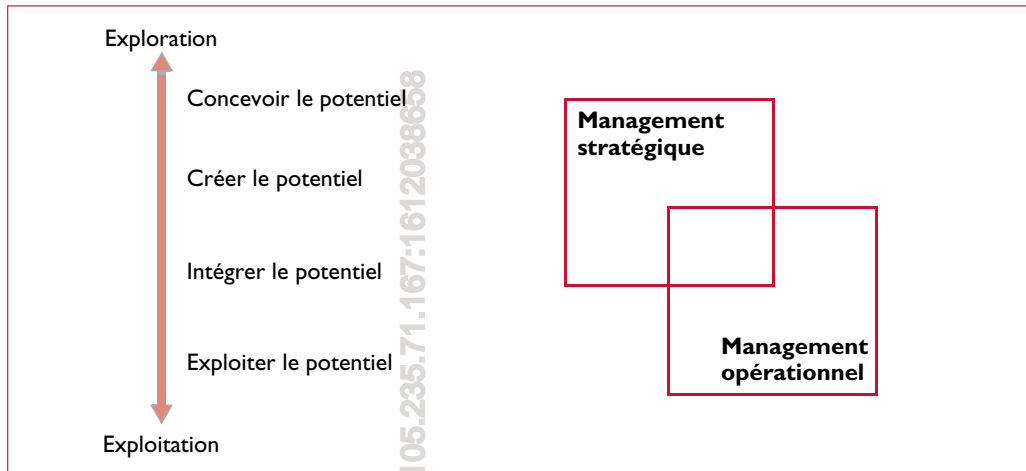 Exploration
Concevoir le potentiel
Créer le potentiel
Intégrer le potentiel
Exploiter le potentiel
Exploitation
Management
stratégique
Management
opérationnel
105.235.71.167:1612038658